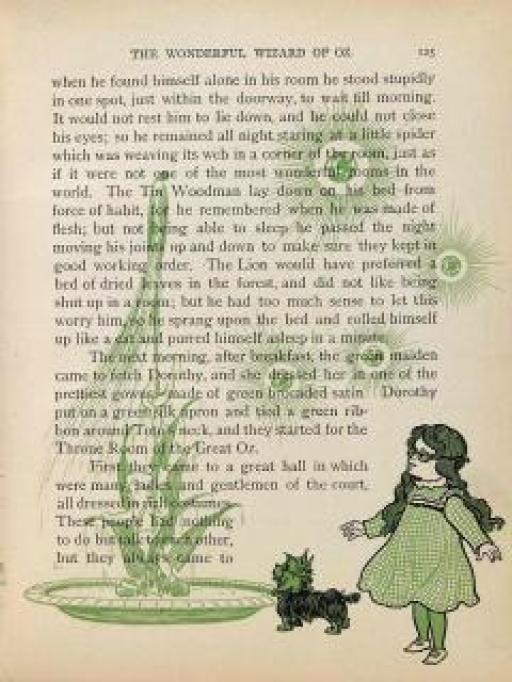 THE WONDERFUL WIZARD OF OZ 125
when he found himself alone in his room he stood stupidly
in one spot, just within the doorway, to wait till morning.
It would not rest him to lie down, and he could not close
his eyes; so he remained all night staring at a little spider
which was weaving its web in a corner of the room, just as
if it were not one of the most wonderful rooms in the
world. The Tin Woodman lay down on his bed from
force of habit, for he remembered when he was made of
flesh; but not being able to sleep he passed the night
moving his joints up and down to make sure they kept in
good working order. The Lion would have preferred a
bed of dried leaves in the forest, and did not like being
shut up in a room; but he had too much sense to let this
worry him, so he sprang upon the bed and rolled himself
up like a cat and purred himself asleep in a minute.
The next morning, after breakfast, the green maiden
came to fetch Dorothy, and she dressed her in one of the
prettiest gowns—made of green brocaded satin. Dorothy
put on a green silk apron and tied a green rib-
bon around Toto's neck, and they started for the
Throne Room of the Great Oz.
First they came to a great hall in which
were many ladies and gentlemen of the court,
all dressed in rich costumes.
These people had nothing
to do but talk to each other,
but they always came to